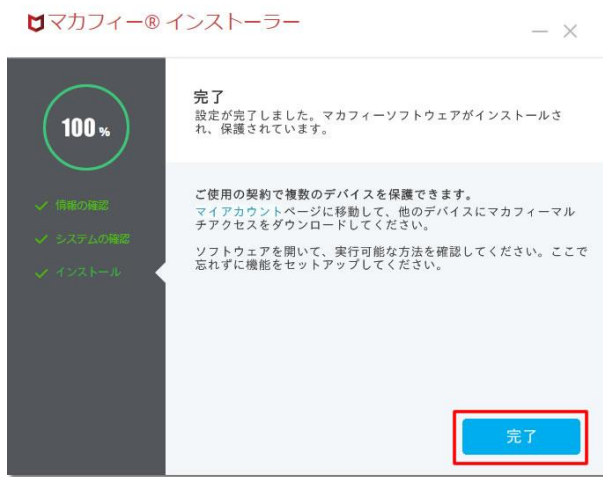 マカフィー® インストーラー
100 %
情報の確認
システムの確認
インストール
完了
設定が完了しました。マカフィーソフトウェアがインストールさ
れ、保護されています。
ご使用の契約で複数のデバイスを保護できます。
マイアカウントページに移動して、他のデバイスにマカフィーマル
チアクセスをダウンロードしてください。
ソフトウェアを開いて、実行可能な方法を確認してください。ここで
忘れずに機能をセットアップしてください。
完了